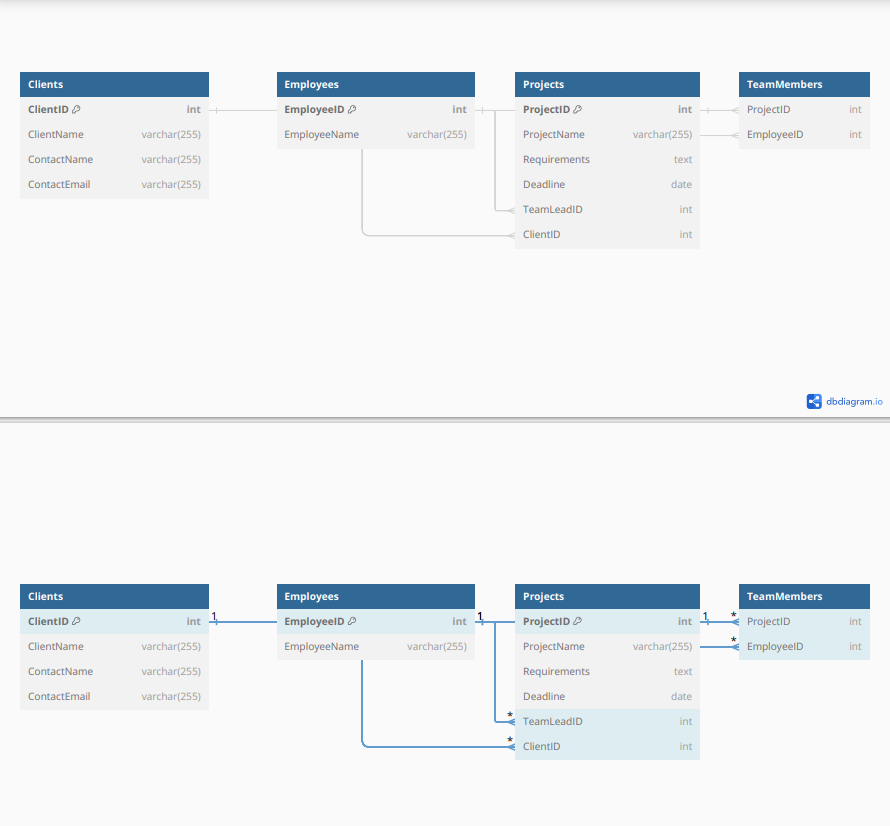 Clients
ClientID int
ClientName varchar(255)
ContactName varchar(255)
ContactEmail varchar(255)
Employees
EmployeeID int
EmployeeName varchar(255)
Projects
ProjectID int
ProjectName varchar(255)
Requirements text
Deadline date
TeamLeadID int
ClientID int
TeamMembers
ProjectID int
EmployeeID int
dbdiagram.io
Clients
ClientID int 1
ClientName varchar(255)
ContactName varchar(255)
ContactEmail varchar(255)
Employees
EmployeeID int 1
EmployeeName varchar(255)
Projects
ProjectID int 1
ProjectName varchar(255)
Requirements text
Deadline date
* TeamLeadID int
* ClientID int
TeamMembers
* ProjectID int
* EmployeeID int